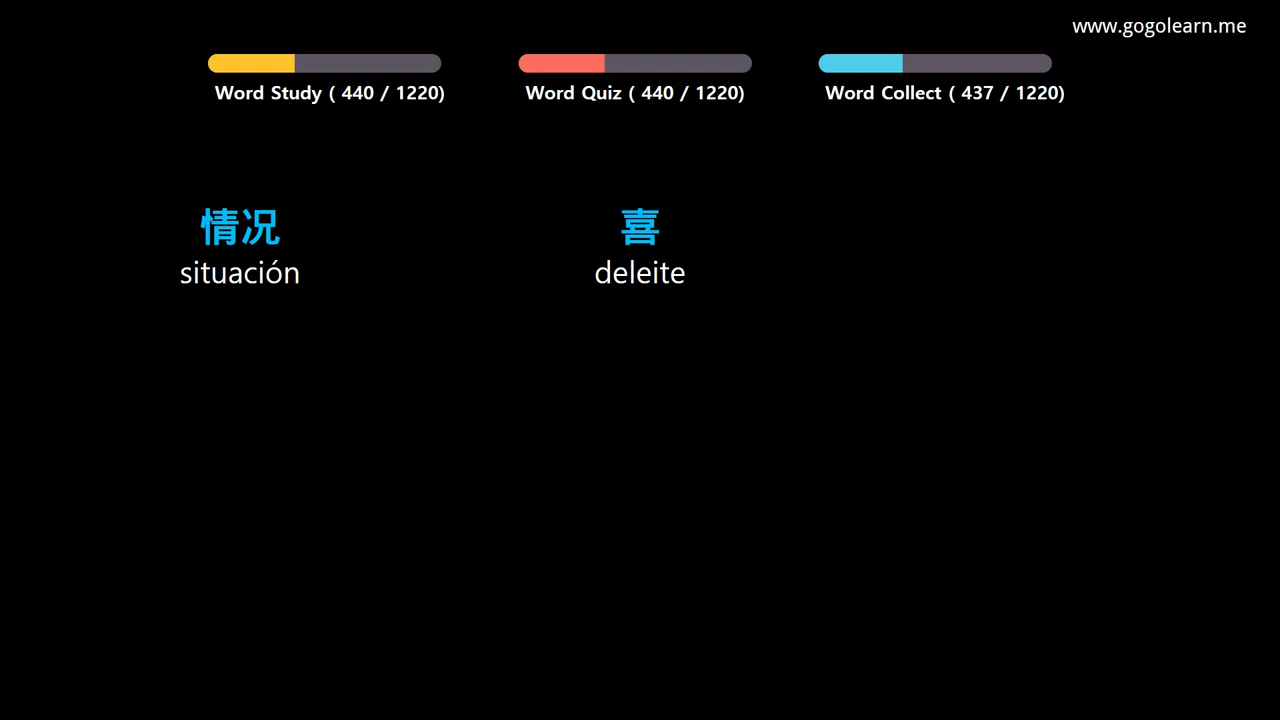 www.gogolearn.me
Word Study ( 440 / 1220)
Word Quiz ( 440 / 1220)
Word Collect ( 437 / 1220)
情况
situación
喜
deleite